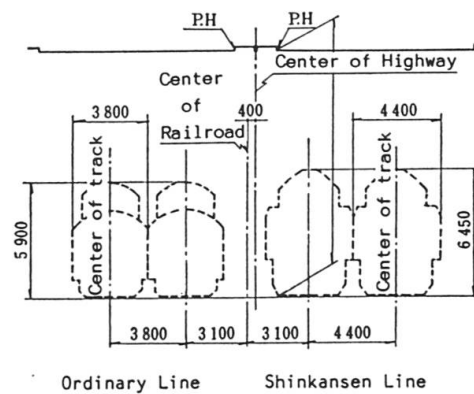 P.H P.H
Center of Highway
Center
of
Railroad
3 800
400
4 400
Center of track
Center of track
5 900
6 450
3 800
3 100
3 100
4 400
Ordinary Line
Shinkansen Line